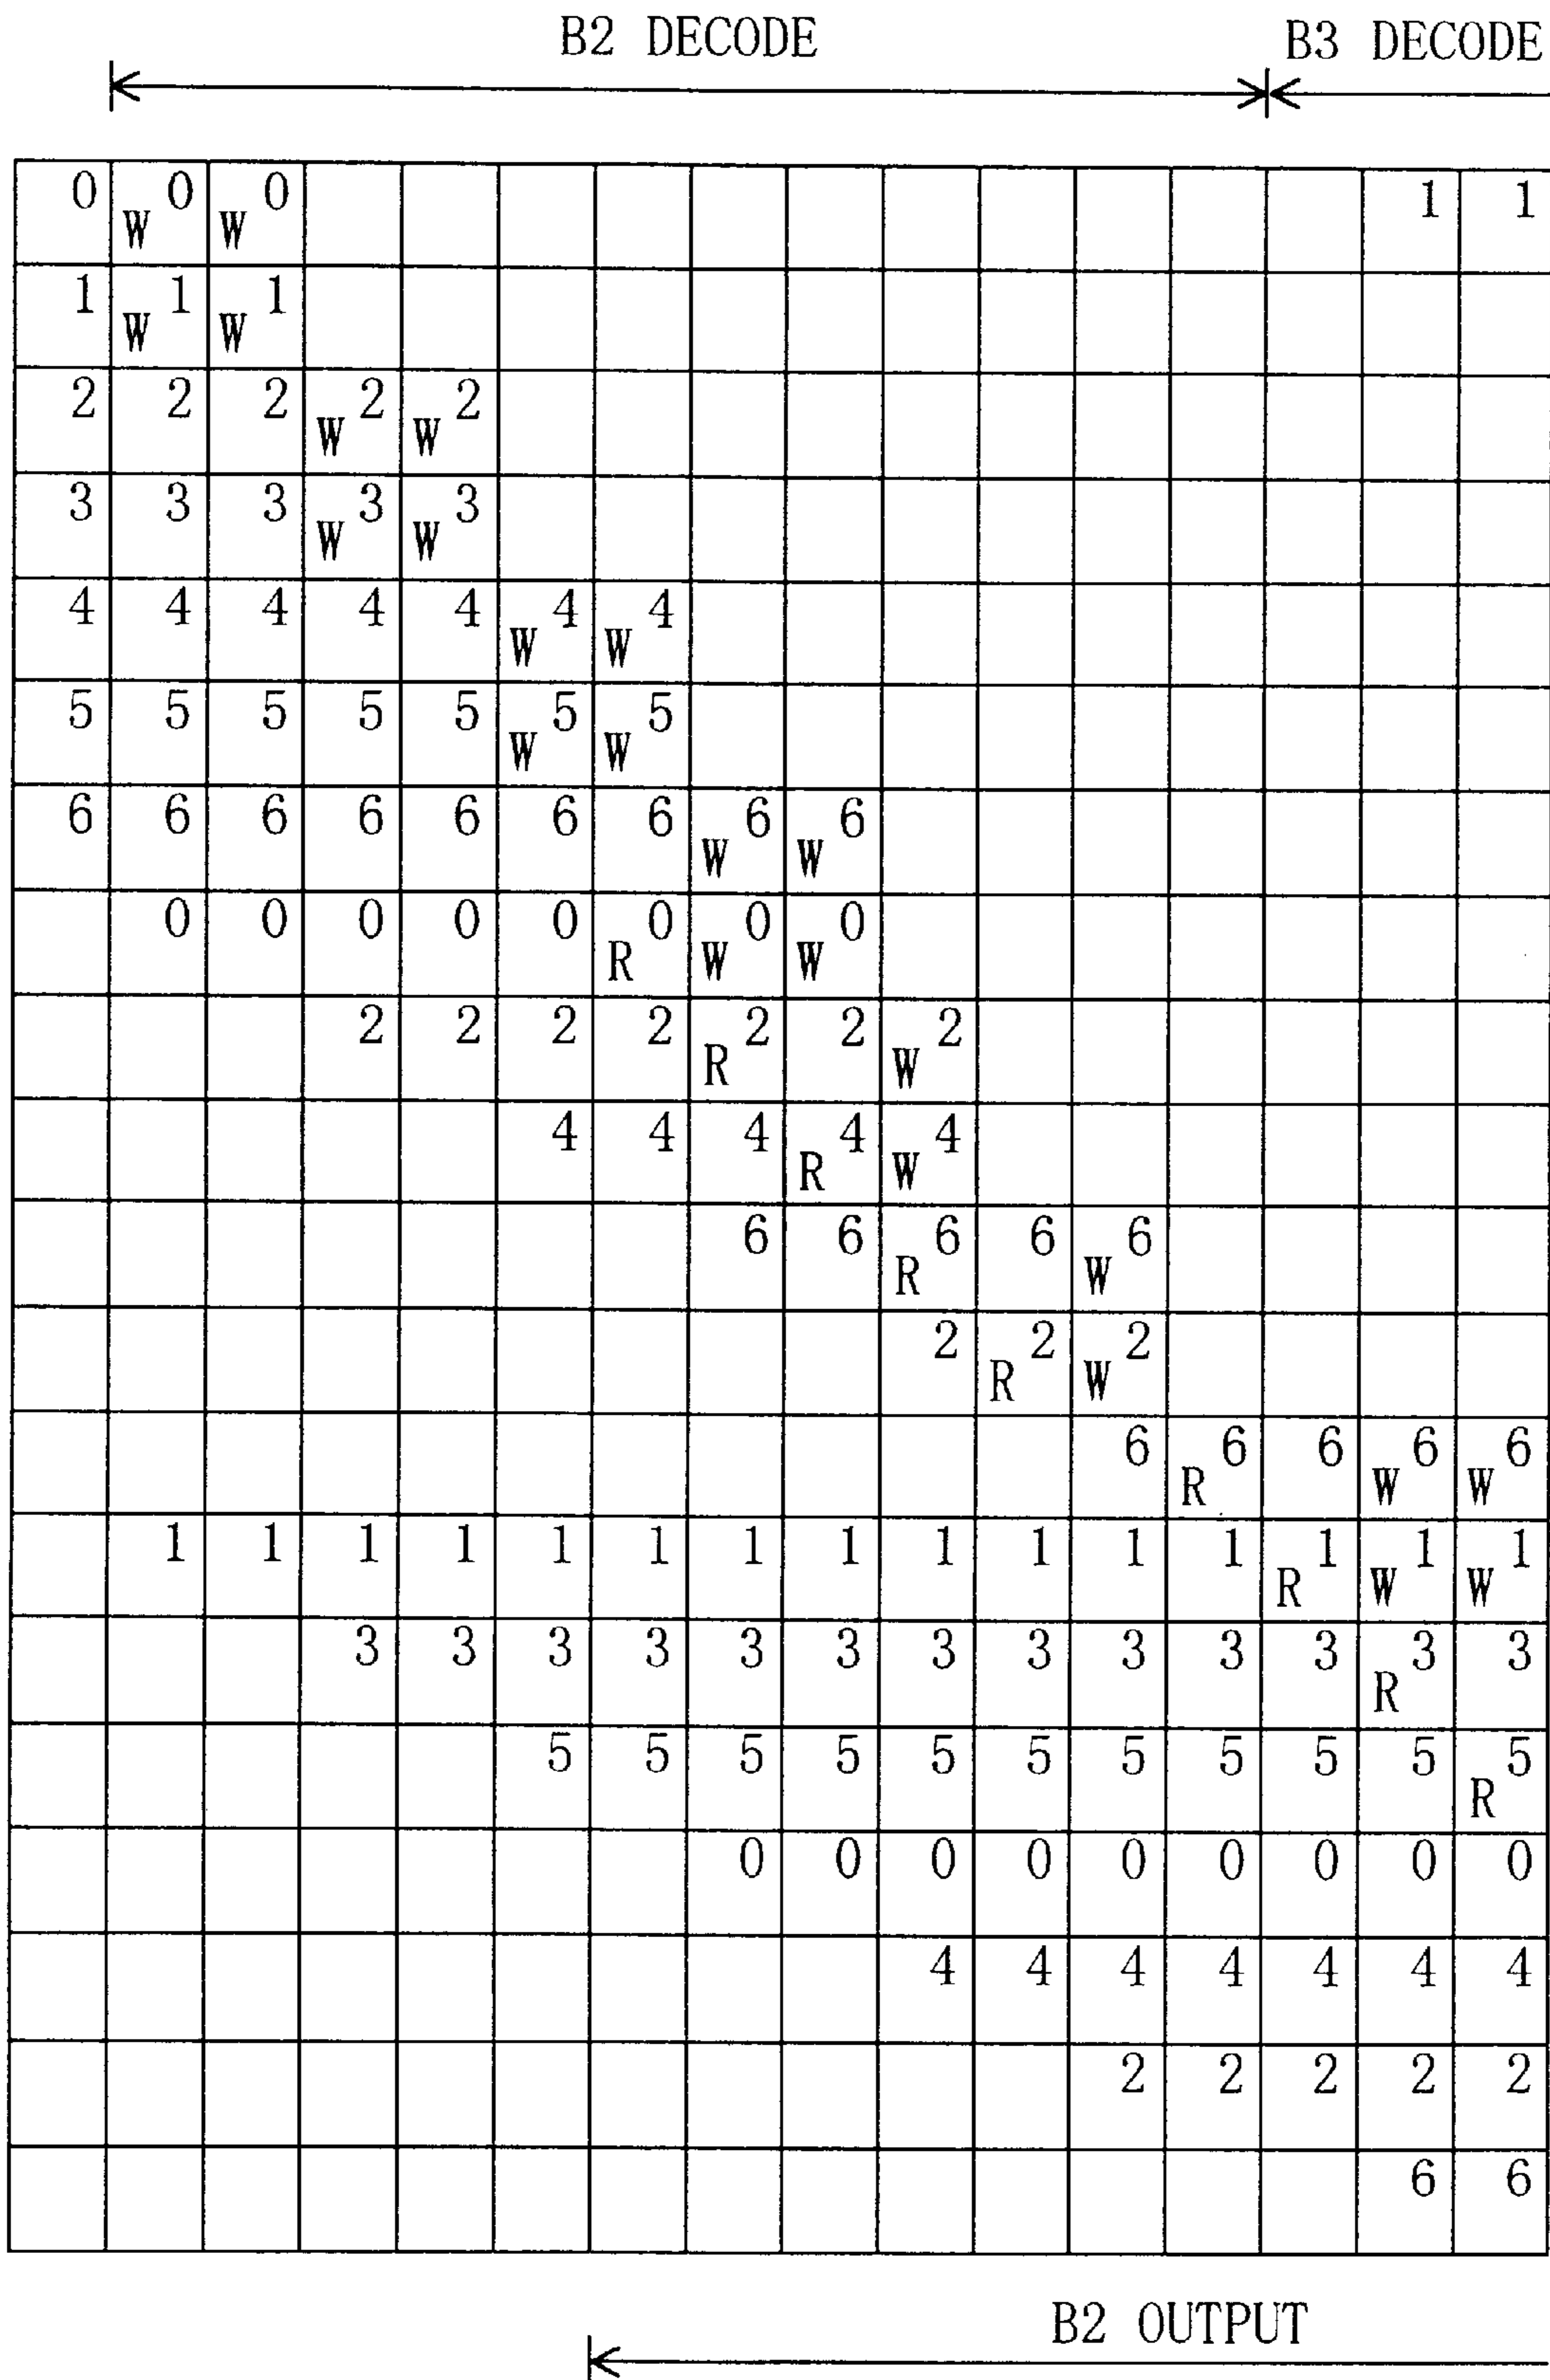 B2 DECODE B3 DECODE
0 W 0 W 0 1 1
1 W 1 W 1
2 2 2 W 2 W 2
3 3 3 W 3 W 3
4 4 4 4 4 W 4 W 4
5 5 5 5 5 W 5 W 5
6 6 6 6 6 6 6 W 6 W 6
0 0 0 0 0 R 0 W 0 W 0
2 2 2 2 R 2 2 W 2
4 4 4 R 4 W 4
6 6 R 6 6 W 6
2 R 2 W 2
6 R 6 6 W 6 W 6
1 1 1 1 1 1 1 1 1 1 1 1 R 1 W 1 W 1
3 3 3 3 3 3 3 3 3 3 3 R 3 3
5 5 5 5 5 5 5 5 5 5 R 5
0 0 0 0 0 0 0 0 0
4 4 4 4 4 4 4
2 2 2 2 2
6 6
B2 OUTPUT